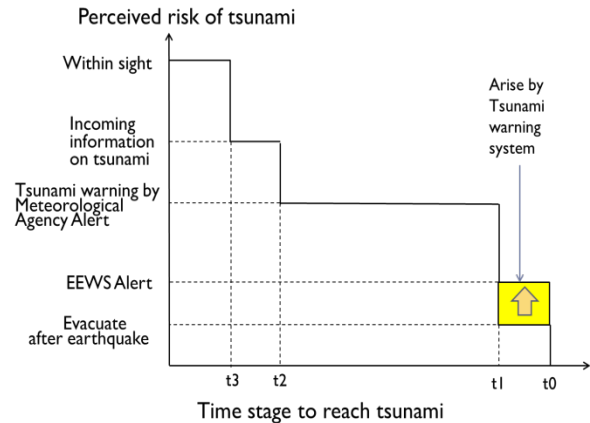 Perceived risk of tsunami
Within sight
Arise by
Tsunami
warning
system
Incoming
information
on tsunami
Tsunami warning by
Meteorological
Agency Alert
EEWS Alert
Evacuate
after earthquake
t3
t2
t1
t0
Time stage to reach tsunami